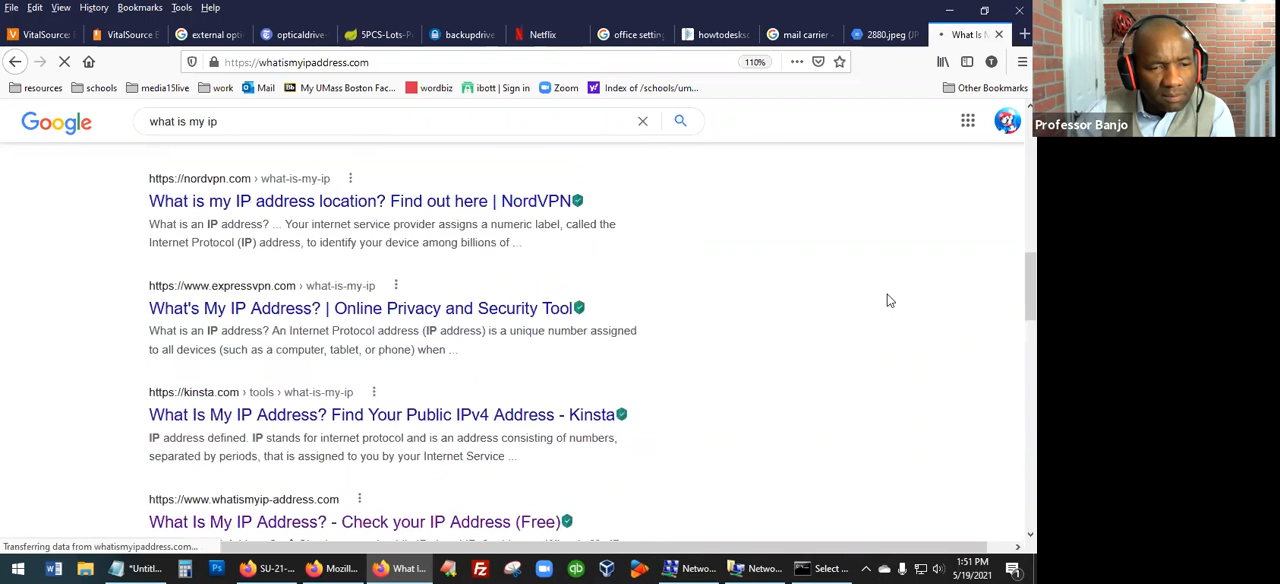 File Edit View History Bookmarks Tools Help
VitalSource: VitalSource E external opti opticaldrive- 5PCS-Lots-P backupdrive Netflix office setting howtodesksc mail carrier - 2880.jpeg (JP What Is M
https://whatismyipaddress.com 110%
resources schools media15live work Mail My UMass Boston Fac... wordbiz ibott | Sign in Zoom Index of /schools/um... Other Bookmarks
Google what is my ip
Professor Banjo
https://nordvpn.com › what-is-my-ip
What is my IP address location? Find out here | NordVPN
What is an IP address? ... Your internet service provider assigns a numeric label, called the
Internet Protocol (IP) address, to identify your device among billions of ...
https://www.expressvpn.com › what-is-my-ip
What's My IP Address? | Online Privacy and Security Tool
What is an IP address? An Internet Protocol address (IP address) is a unique number assigned
to all devices (such as a computer, tablet, or phone) when ...
https://kinsta.com › tools › what-is-my-ip
What Is My IP Address? Find Your Public IPv4 Address - Kinsta
IP address defined. IP stands for internet protocol and is an address consisting of numbers,
separated by periods, that is assigned to you by your Internet Service ...
https://www.whatismyip-address.com
What Is My IP Address? - Check your IP Address (Free)
Transferring data from whatismyipaddress.com...
*Untitl... SU-21-... Mozill... What I... Netwo... Netwo... Select ... 1:51 PM
5/19/2021